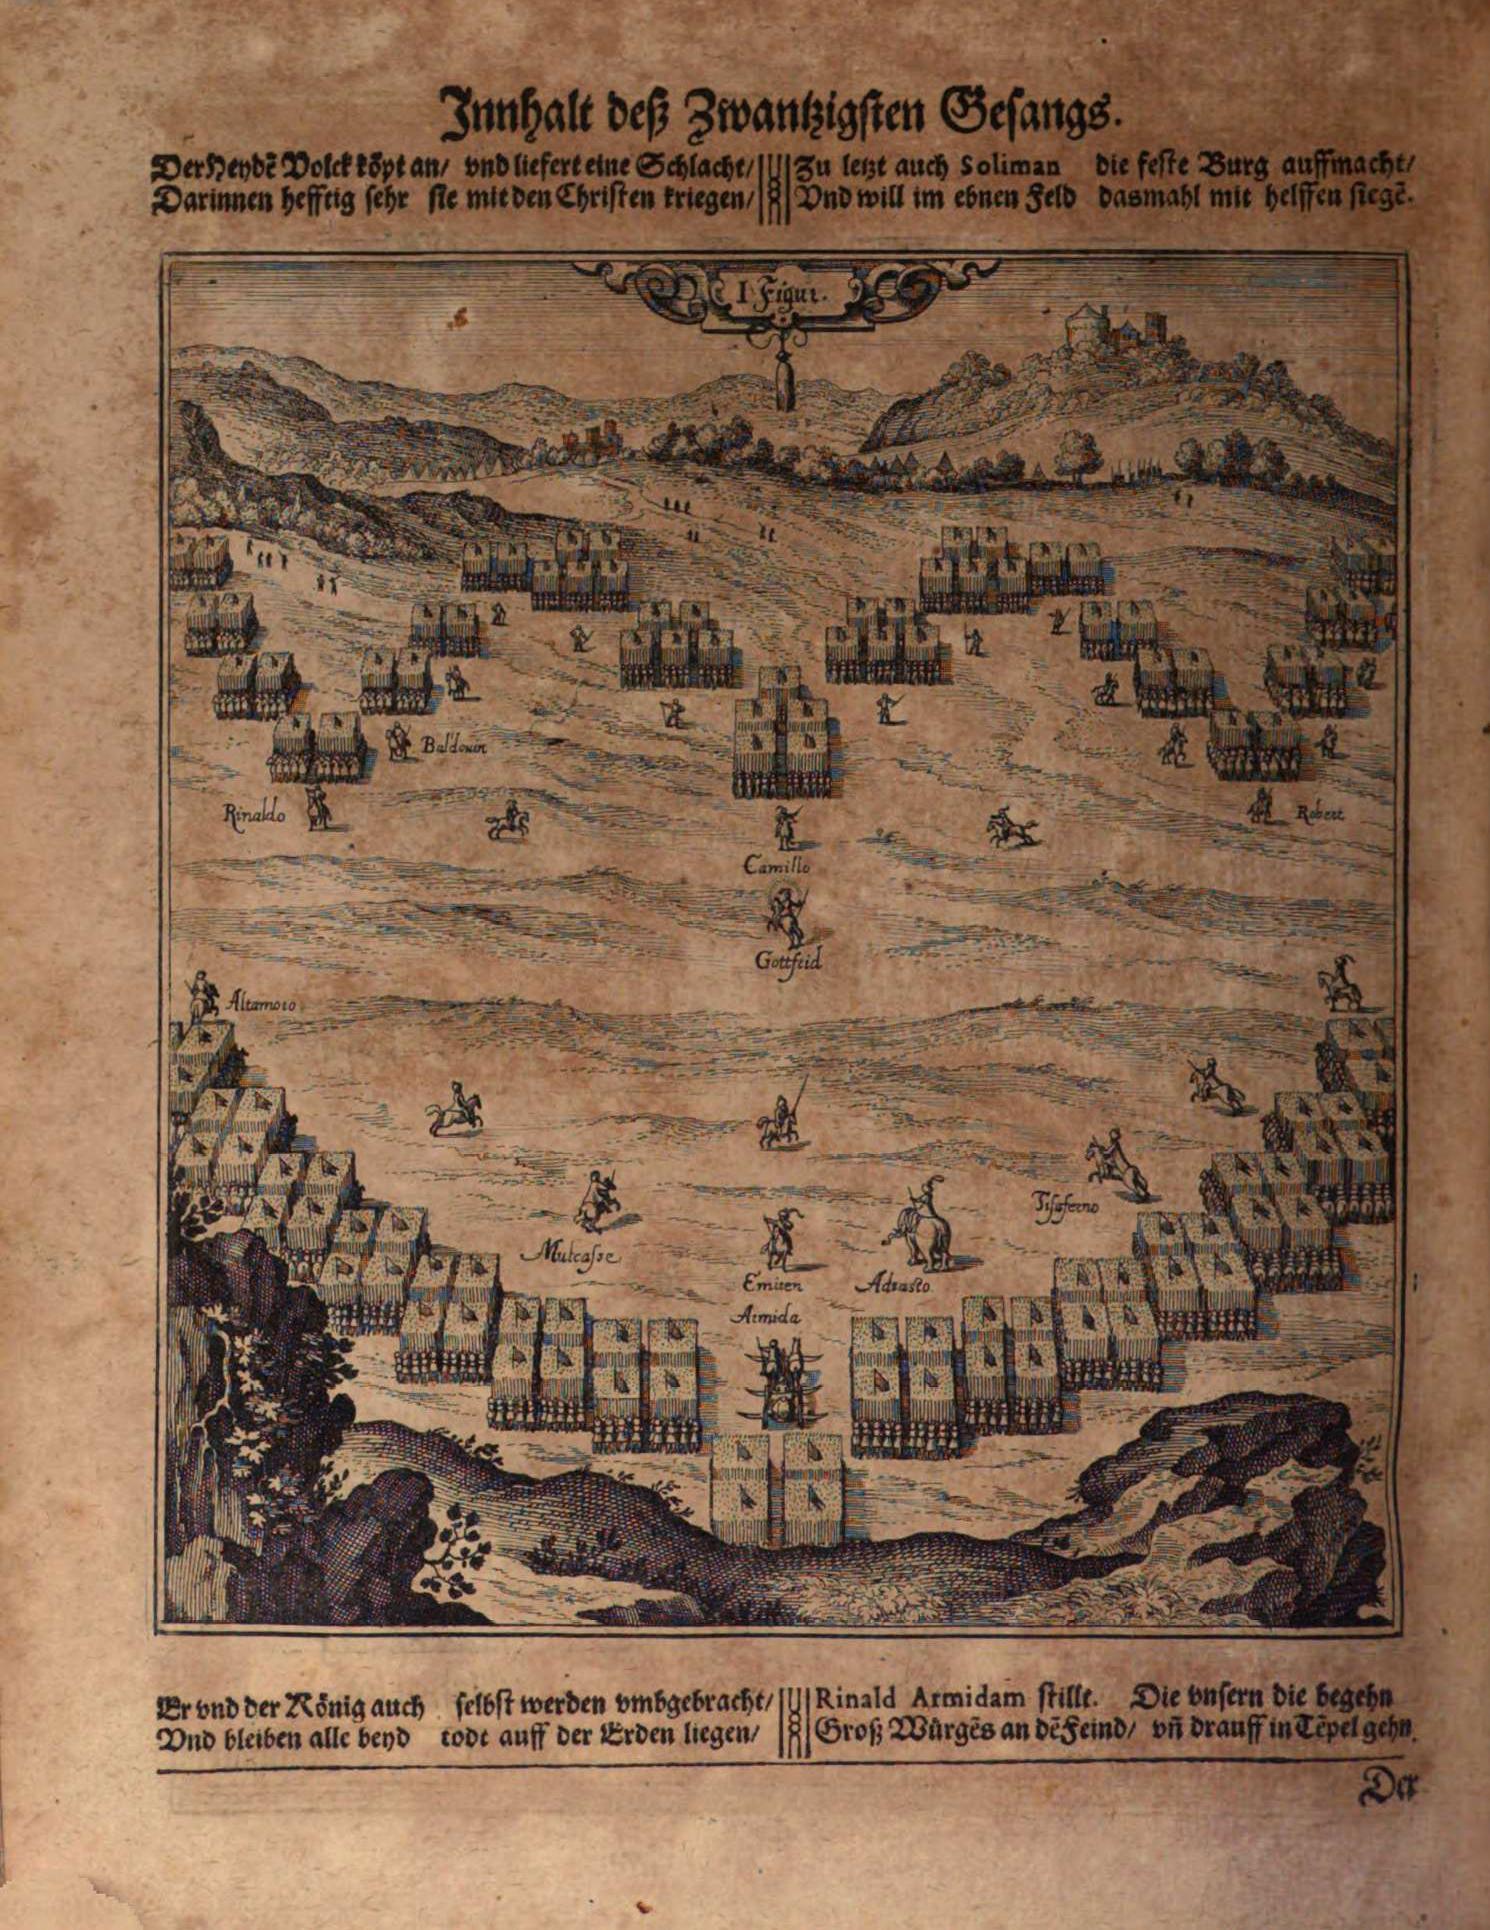 Innhalt deß Zwantzigsten Gesangs.
Der Heydē Volck kōpt an/ vnd liefert eine Schlacht/
Darinnen hefftig sehr sie mit den Christen kriegen/
Zu letzt auch Soliman die feste Burg auffmacht/
Vnd will im ebnen Feld dasmahl mit helffen siegē.
I Figur.
Baldouin
Rinaldo
Robert
Camillo
Gottfrid
Altamoro
Tisaferno
Mulcasse
Emiren
Adrasto
Armida
Er vnd der König auch selbst werden vmbgebracht/
Vnd bleiben alle beyd todt auff der Erden liegen/
Rinald Armidam stillt. Die vnsern die begehn
Groß Würgēs an dē Feind/ vñ drauff in Tēpel gehn.
Der